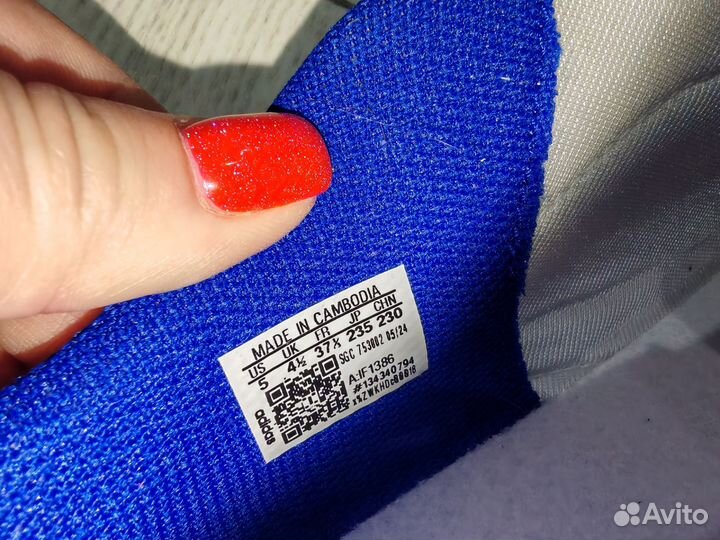 MADE IN CAMBODIA
US UK FR JP CHN
5 4½ 37⅓ 235 230
SGC 753002 05/24
adidas
A:IF1386
#134340794
Avito